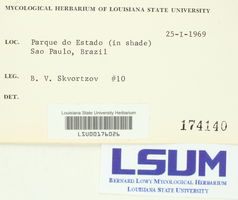 MYCOLOGICAL HERBARIUM OF LOUISIANA STATE UNIVERSITY
25-I-1969
LOC. Parque do Estado (in shade)
Sao Paulo, Brazil
LEG. B. V. Skvortzov #10
DET.
Louisiana State University Herbarium
LSU00176026
174140
LSUM
BERNARD LOWY MYCOLOGICAL HERBARIUM
LOUISIANA STATE UNIVERSITY